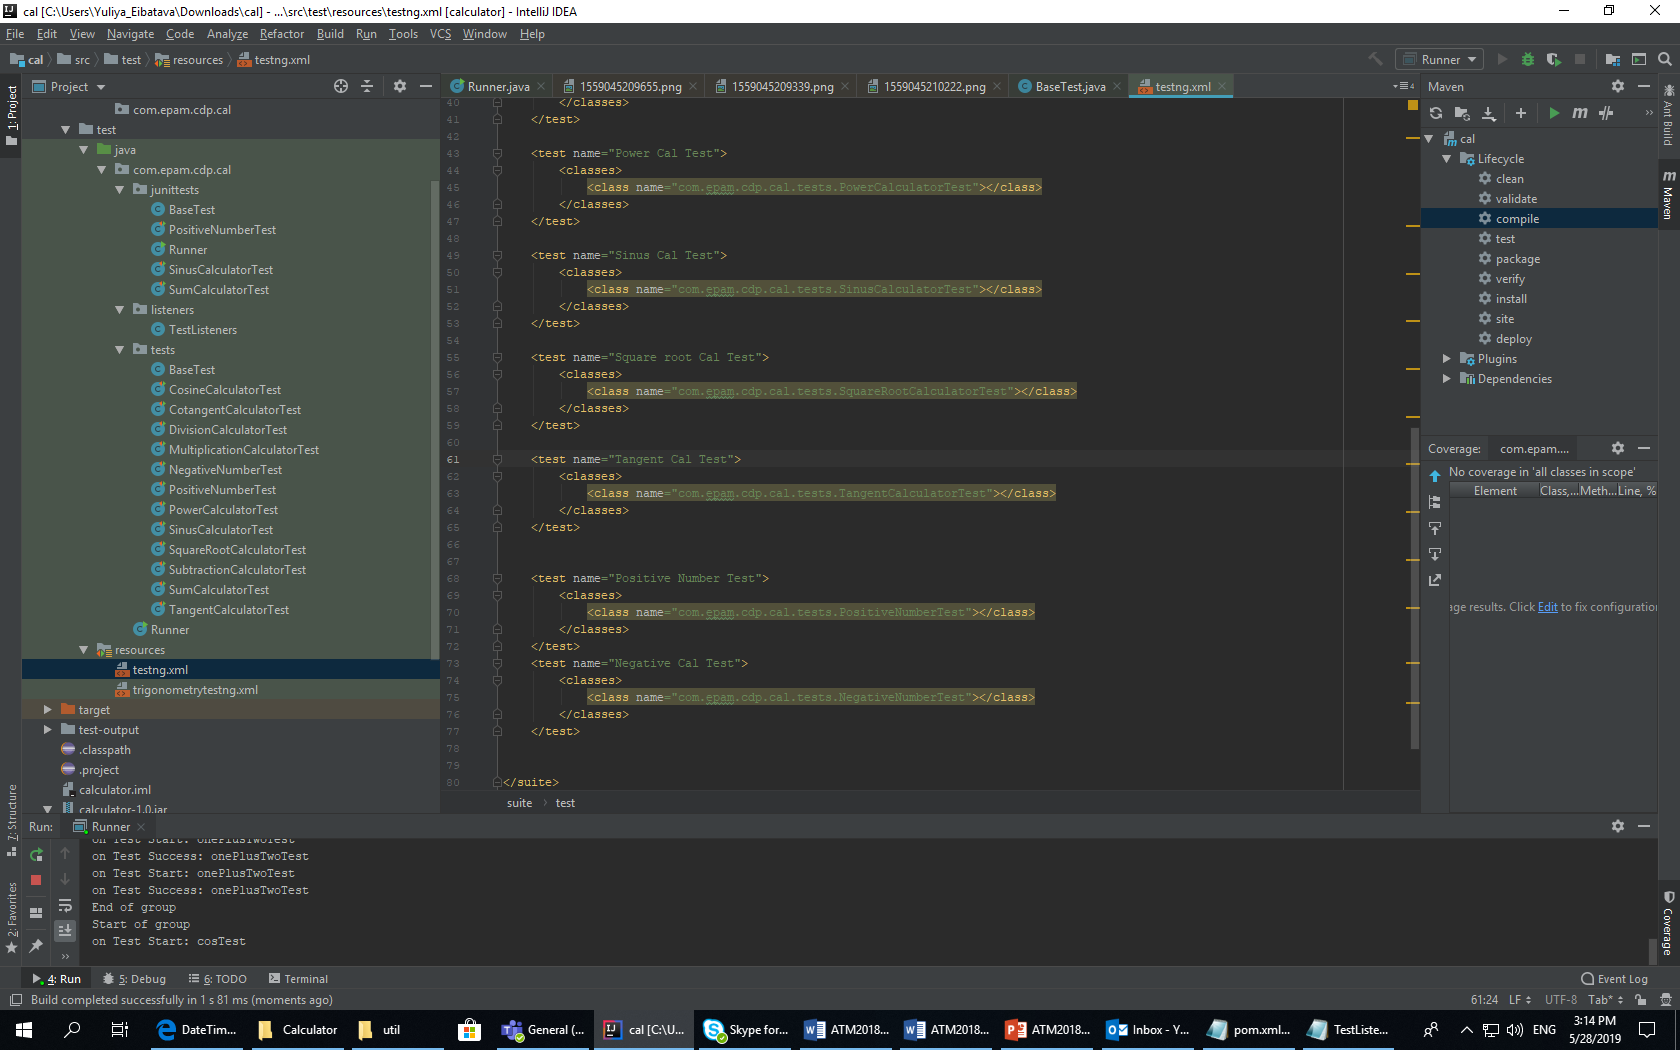 cal [C:\Users\Yuliya_Eibatava\Downloads\cal] - ...\src\test\resources\testng.xml [calculator] - IntelliJ IDEA
File Edit View Navigate Code Analyze Refactor Build Run Tools VCS Window Help
cal src test resources testng.xml
Runner
1: Project
Project
com.epam.cdp.cal
test
java
com.epam.cdp.cal
junittests
BaseTest
PositiveNumberTest
Runner
SinusCalculatorTest
SumCalculatorTest
listeners
TestListeners
tests
BaseTest
CosineCalculatorTest
CotangentCalculatorTest
DivisionCalculatorTest
MultiplicationCalculatorTest
NegativeNumberTest
PositiveNumberTest
PowerCalculatorTest
SinusCalculatorTest
SquareRootCalculatorTest
SubtractionCalculatorTest
SumCalculatorTest
TangentCalculatorTest
Runner
resources
testng.xml
trigonometrytestng.xml
target
test-output
.classpath
.project
calculator.iml
calculator-1.0.jar
Runner.java 1559045209655.png 1559045209339.png 1559045210222.png BaseTest.java testng.xml
4
40 </classes>
41 </test>
42
43 <test name="Power Cal Test">
44 <classes>
45 <class name="com.epam.cdp.cal.tests.PowerCalculatorTest"></class>
46 </classes>
47 </test>
48
49 <test name="Sinus Cal Test">
50 <classes>
51 <class name="com.epam.cdp.cal.tests.SinusCalculatorTest"></class>
52 </classes>
53 </test>
54
55 <test name="Square root Cal Test">
56 <classes>
57 <class name="com.epam.cdp.cal.tests.SquareRootCalculatorTest"></class>
58 </classes>
59 </test>
60
61 <test name="Tangent Cal Test">
62 <classes>
63 <class name="com.epam.cdp.cal.tests.TangentCalculatorTest"></class>
64 </classes>
65 </test>
66
67
68 <test name="Positive Number Test">
69 <classes>
70 <class name="com.epam.cdp.cal.tests.PositiveNumberTest"></class>
71 </classes>
72 </test>
73 <test name="Negative Cal Test">
74 <classes>
75 <class name="com.epam.cdp.cal.tests.NegativeNumberTest"></class>
76 </classes>
77 </test>
78
79
80 </suite>
suite test
Maven
cal
Lifecycle
clean
validate
compile
test
package
verify
install
site
deploy
Plugins
Dependencies
Coverage: com.epam....
No coverage in 'all classes in scope'
Element Class,... Meth... Line, %
age results. Click Edit to fix configuration
Ant Build
Maven
Coverage
7: Structure
2: Favorites
Run: Runner
on Test Start: onePlusTwoTest
on Test Success: onePlusTwoTest
on Test Start: onePlusTwoTest
on Test Success: onePlusTwoTest
End of group
Start of group
on Test Start: cosTest
4: Run 5: Debug 6: TODO Terminal Event Log
Build completed successfully in 1 s 81 ms (moments ago) 61:24 LF UTF-8 Tab*
DateTim... Calculator util General (... cal [C:\U... Skype for... ATM2018... ATM2018... ATM2018... Inbox - Y... pom.xml... TestListe... ENG
3:14 PM
5/28/2019